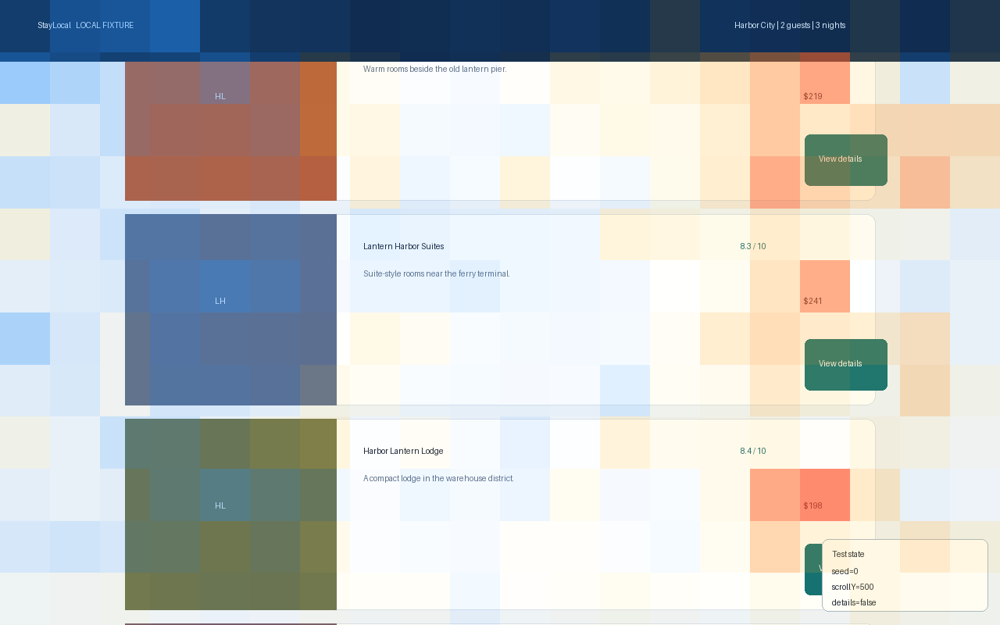 StayLocal LOCAL FIXTURE
Harbor City | 2 guests | 3 nights
Warm rooms beside the old lantern pier.
HL
$219
View details
Lantern Harbor Suites
8.3 / 10
Suite-style rooms near the ferry terminal.
LH
$241
View details
Harbor Lantern Lodge
8.4 / 10
A compact lodge in the warehouse district.
HL
$198
Test state
seed=0
scrollY=500
details=false